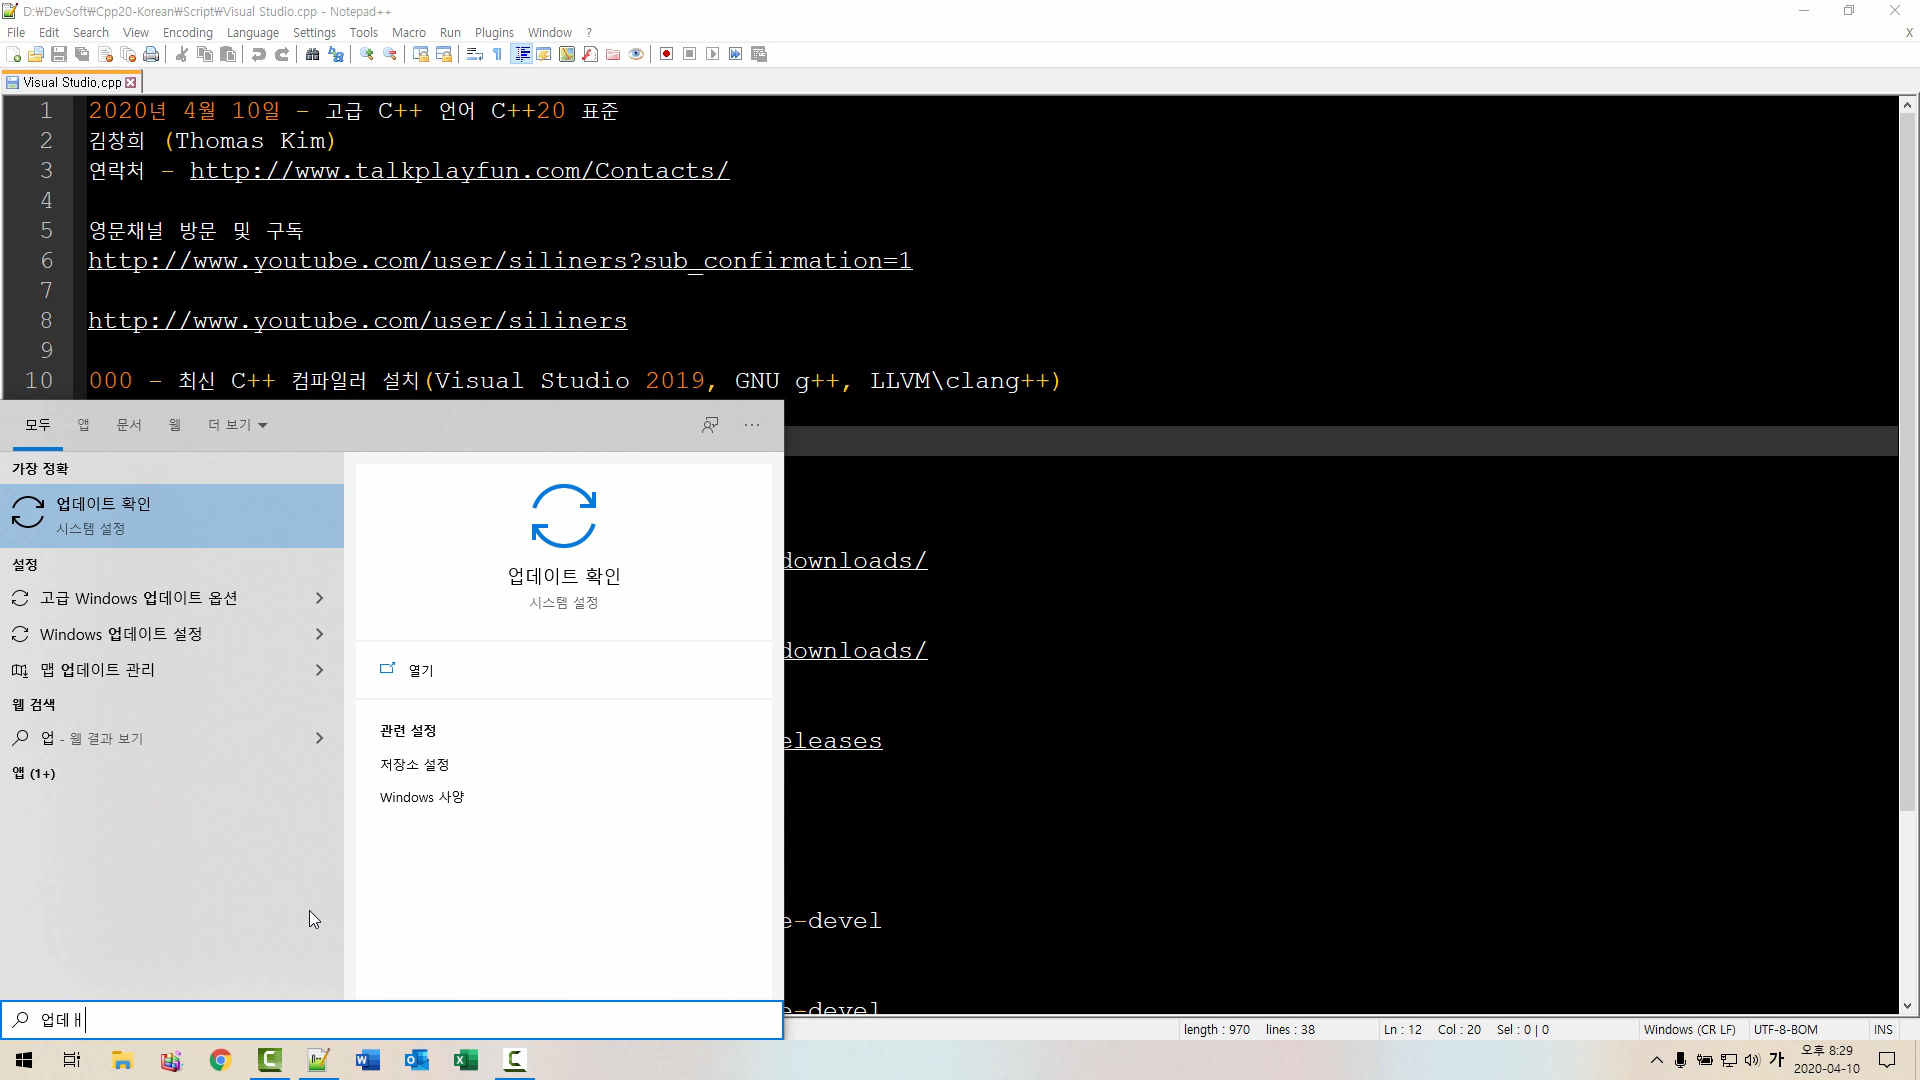 D:\DevSoft\Cpp20-Korean\Script\Visual Studio.cpp - Notepad++
File Edit Search View Encoding Language Settings Tools Macro Run Plugins Window ? X
Visual Studio.cpp
1 2020년 4월 10일 - 고급 C++ 언어 C++20 표준
2 김창희 (Thomas Kim)
3 연락처 - http://www.talkplayfun.com/Contacts/
4
5 영문채널 방문 및 구독
6 http://www.youtube.com/user/siliners?sub_confirmation=1
7
8 http://www.youtube.com/user/siliners
9
10 000 - 최신 C++ 컴파일러 설치(Visual Studio 2019, GNU g++, LLVM\clang++)
모두 앱 문서 웹 더 보기 ...
가장 정확
업데이트 확인
시스템 설정
설정
고급 Windows 업데이트 옵션
Windows 업데이트 설정
맵 업데이트 관리
웹 검색
업 - 웹 결과 보기
앱 (1+)
업데이트 확인
시스템 설정
열기
관련 설정
저장소 설정
Windows 사양
downloads/
downloads/
eleases
e-devel
e-devel
업데ㅐ
length : 970 lines : 38 Ln : 12 Col : 20 Sel : 0 | 0 Windows (CR LF) UTF-8-BOM INS
가 오후 8:29
2020-04-10